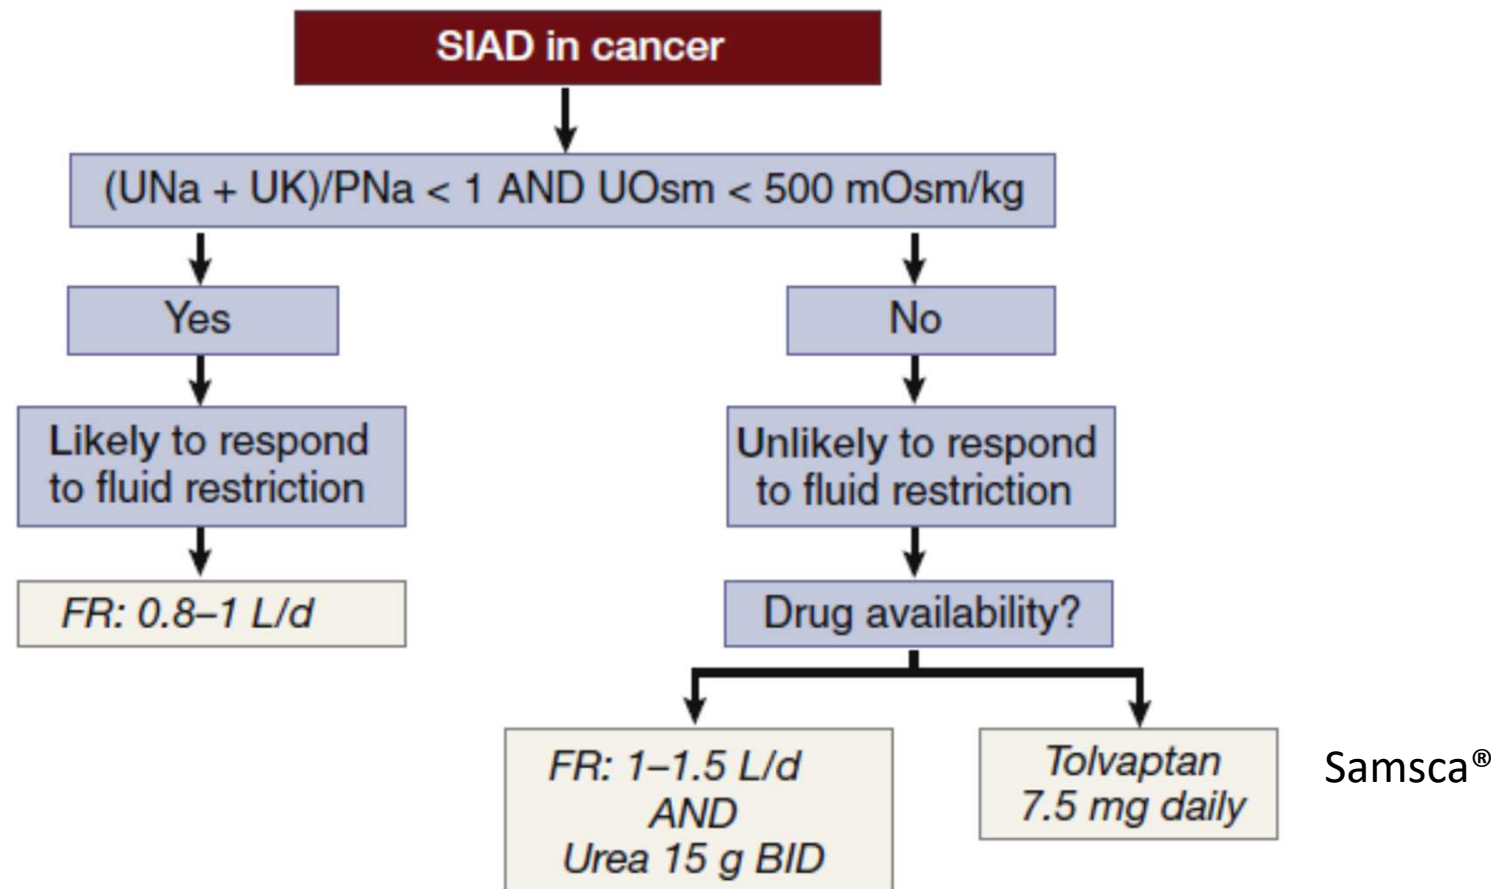 SIAD in cancer
(UNa + UK)/PNa < 1 AND UOsm < 500 mOsm/kg
Yes
No
Likely to respond
to fluid restriction
Unlikely to respond
to fluid restriction
FR: 0.8–1 L/d
Drug availability?
FR: 1–1.5 L/d
AND
Urea 15 g BID
Tolvaptan
7.5 mg daily
Samsca®